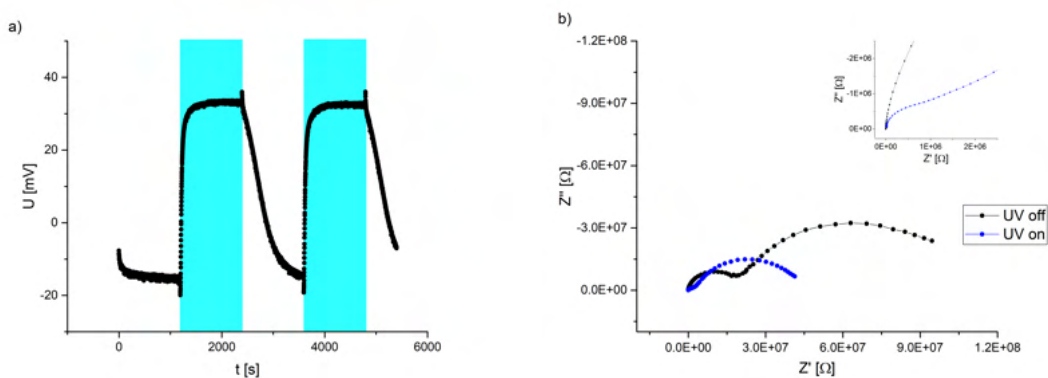 a)
U [mV]
40
20
0
-20
0
2000
4000
6000
t [s]
b)
Z'' [Ω]
-1.2E+08
-9.0E+07
-6.0E+07
-3.0E+07
0.0E+00
0.0E+00
3.0E+07
6.0E+07
9.0E+07
1.2E+08
Z' [Ω]
Z'' [Ω]
-2E+06
-1E+06
0E+00
0E+00
1E+06
2E+06
Z' [Ω]
UV off
UV on